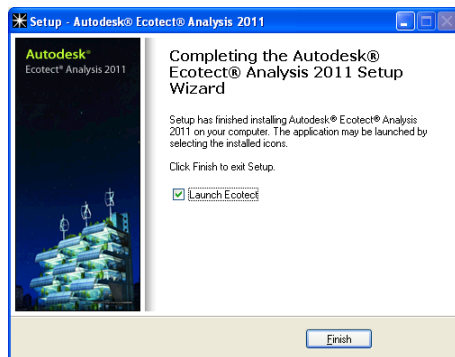 Setup - Autodesk® Ecotect® Analysis 2011
Autodesk®
Ecotect® Analysis 2011
Completing the Autodesk®
Ecotect® Analysis 2011 Setup
Wizard
Setup has finished installing Autodesk® Ecotect® Analysis
2011 on your computer. The application may be launched by
selecting the installed icons.
Click Finish to exit Setup.
Launch Ecotect
Finish